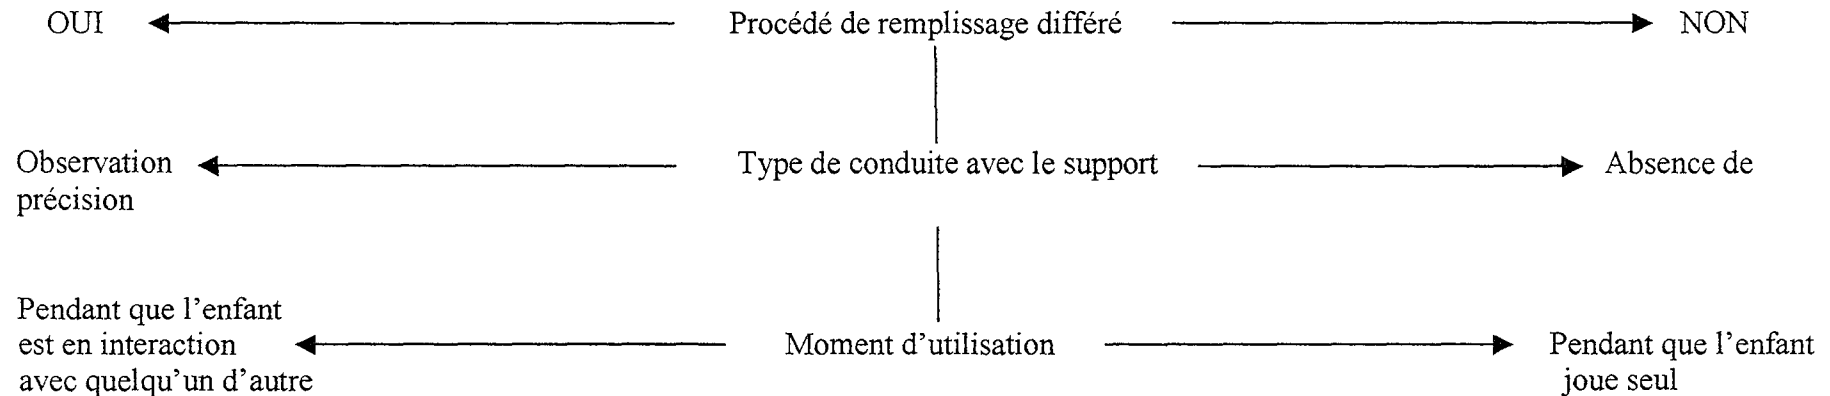 OUI Procédé de remplissage différé NON
Observation Type de conduite avec le support Absence de
précision
Pendant que l'enfant
est en interaction Moment d'utilisation Pendant que l'enfant
avec quelqu'un d'autre joue seul